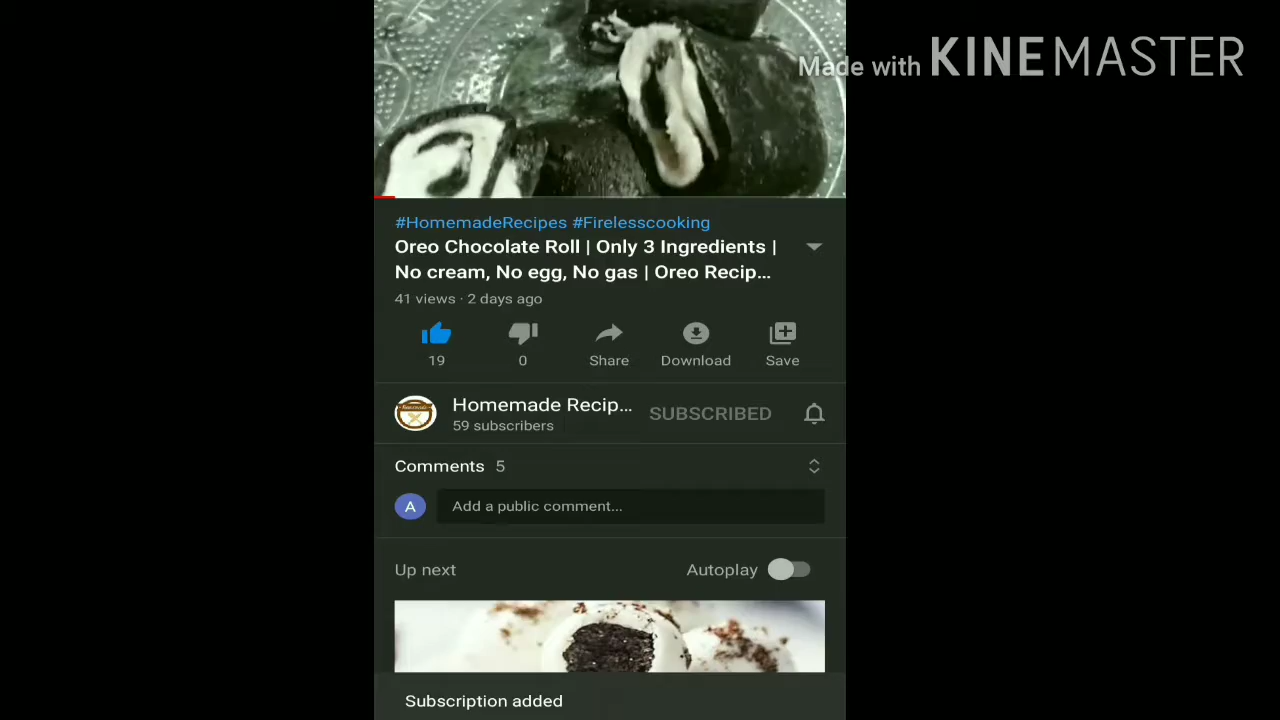 Made with KINEMASTER
#HomemadeRecipes #Firelesscooking
Oreo Chocolate Roll | Only 3 Ingredients |
No cream, No egg, No gas | Oreo Recip...
41 views · 2 days ago
19
0
Share
Download
Save
Homemade Recip...
SUBSCRIBED
59 subscribers
Comments 5
A
Add a public comment...
Up next
Autoplay
Subscription added